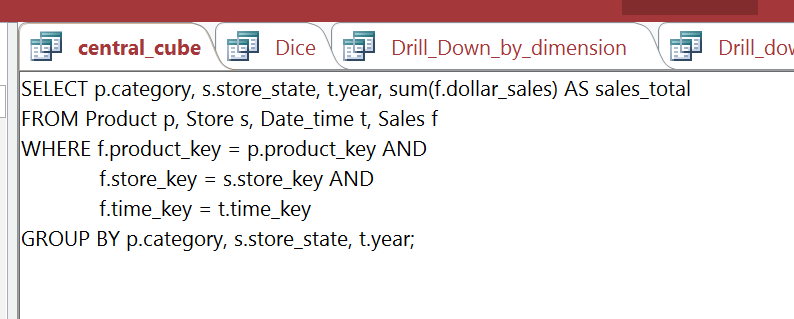 central_cube Dice Drill_Down_by_dimension
SELECT p.category, s.store_state, t.year, sum(f.dollar_sales) AS sales_total
FROM Product p, Store s, Date_time t, Sales f
WHERE f.product_key = p.product_key AND
f.store_key = s.store_key AND
f.time_key = t.time_key
GROUP BY p.category, s.store_state, t.year;